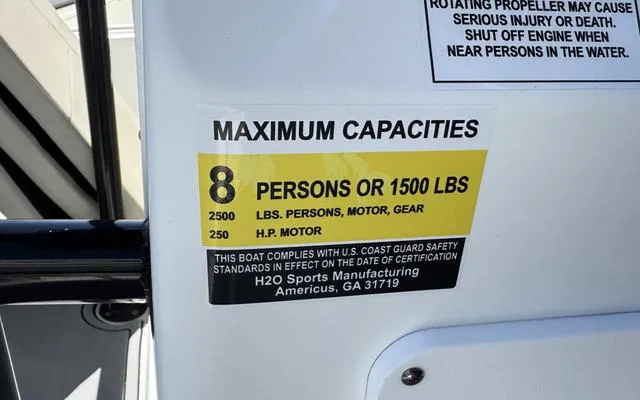 ROTATING PROPELLER MAY CAUSE
SERIOUS INJURY OR DEATH.
SHUT OFF ENGINE WHEN
NEAR PERSONS IN THE WATER.
MAXIMUM CAPACITIES
8 PERSONS OR 1500 LBS
2500 LBS. PERSONS, MOTOR, GEAR
250 H.P. MOTOR
THIS BOAT COMPLIES WITH U.S. COAST GUARD SAFETY
STANDARDS IN EFFECT ON THE DATE OF CERTIFICATION
H2O Sports Manufacturing
Americus, GA 31719